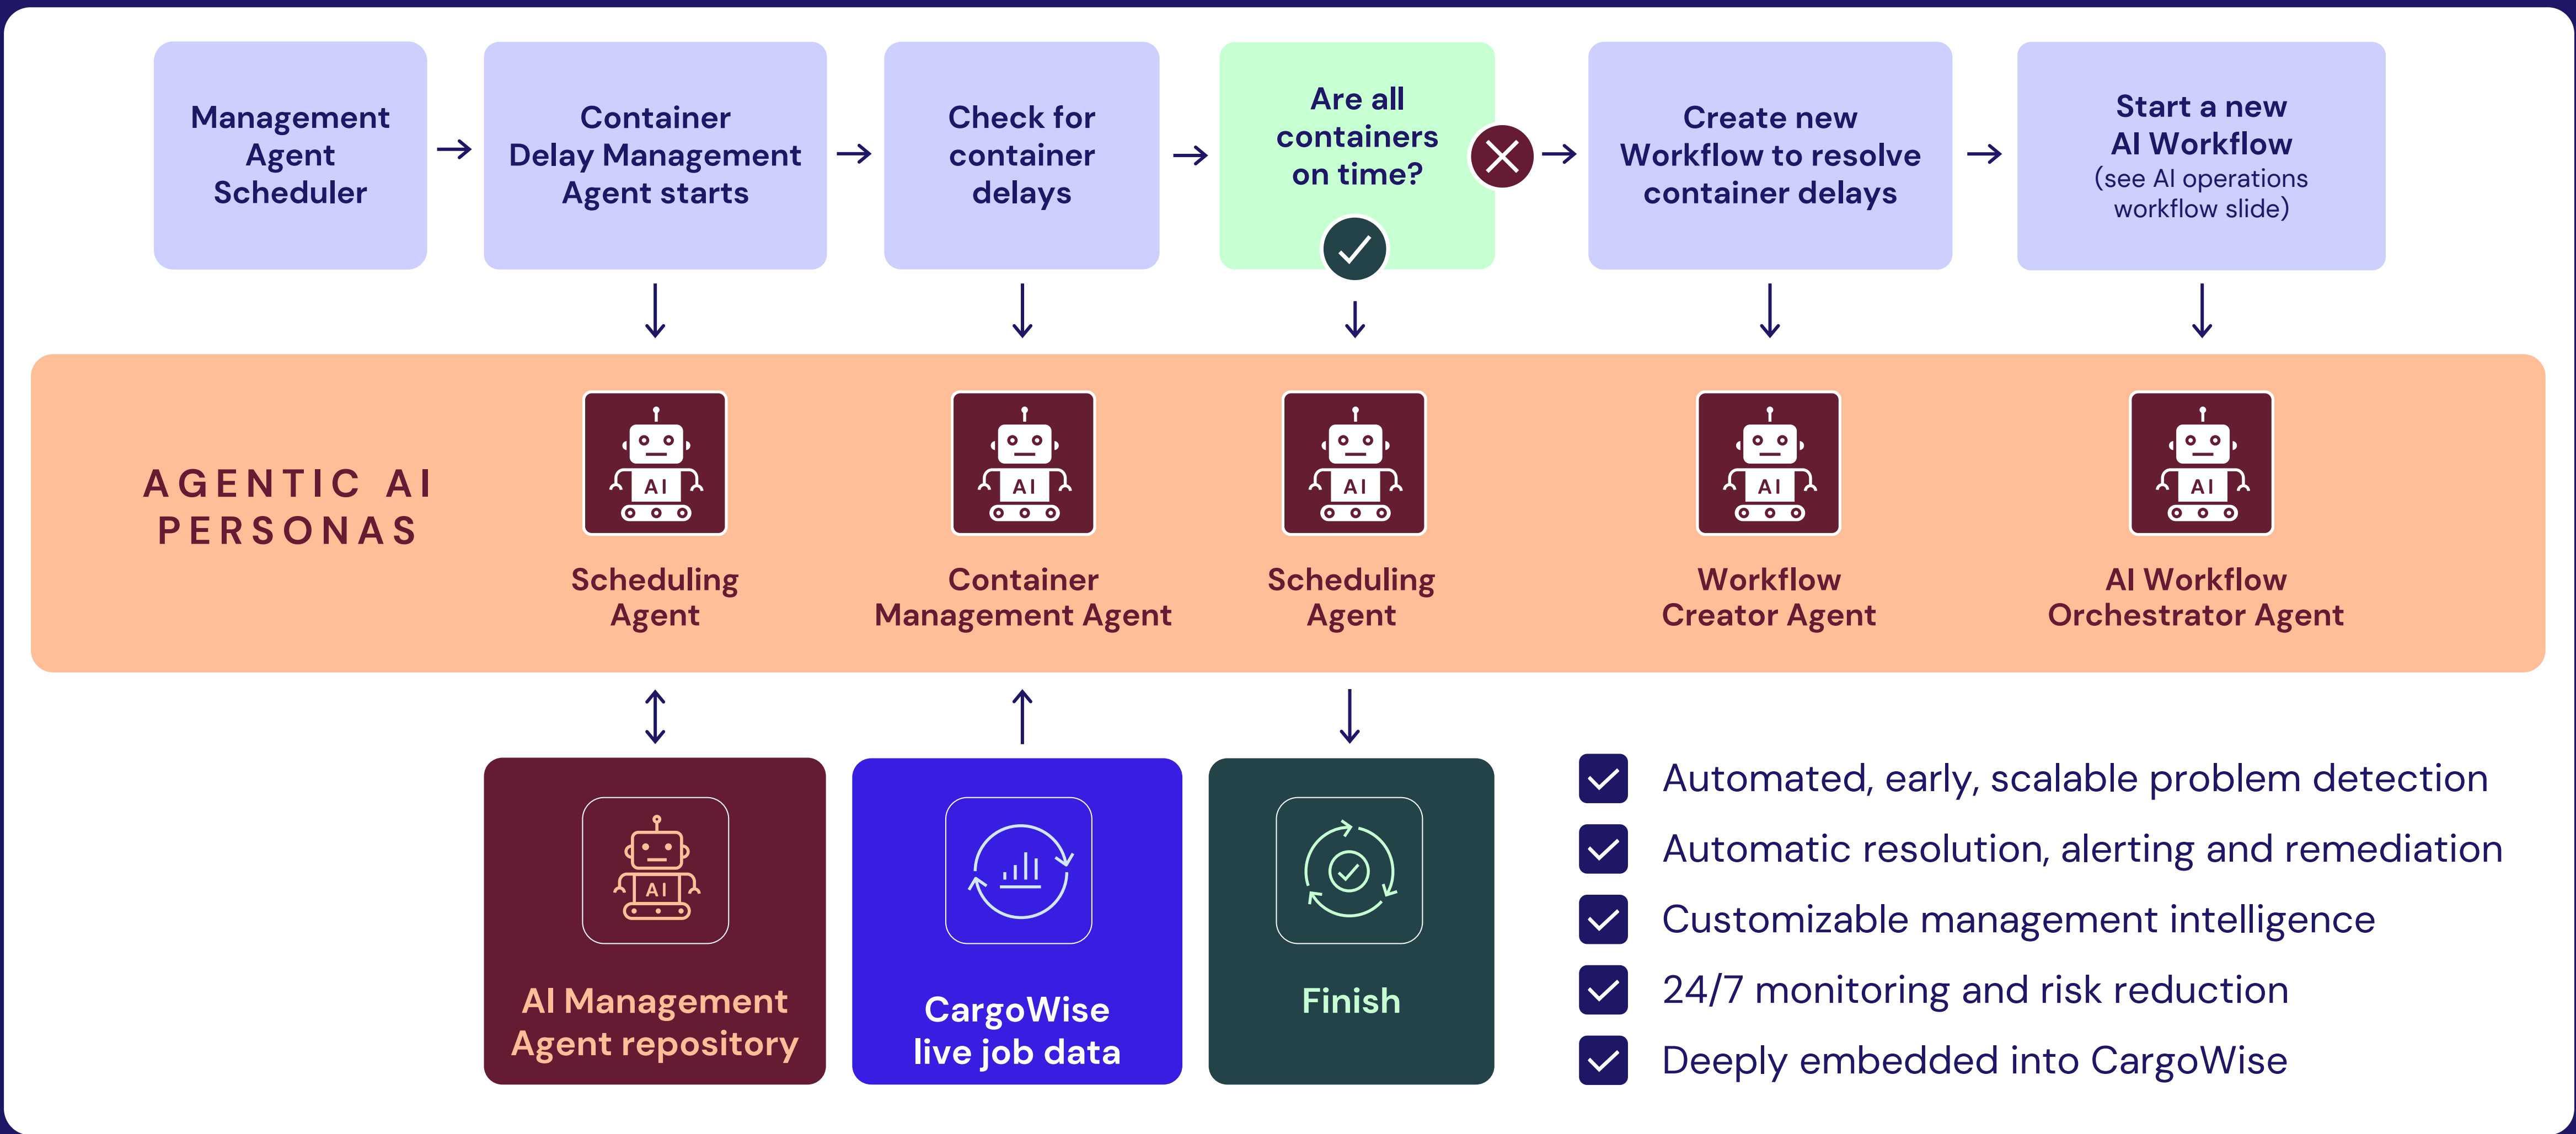 Management
Agent
Scheduler
Container
Delay Management
Agent starts
Check for
container
delays
Are all
containers
on time?
Create new
Workflow to resolve
container delays
Start a new
AI Workflow
(see AI operations
workflow slide)
AGENTIC AI
PERSONAS
AI
Scheduling
Agent
AI
Container
Management Agent
AI
Scheduling
Agent
AI
Workflow
Creator Agent
AI
AI Workflow
Orchestrator Agent
AI
AI Management
Agent repository
CargoWise
live job data
Finish
Automated, early, scalable problem detection
Automatic resolution, alerting and remediation
Customizable management intelligence
24/7 monitoring and risk reduction
Deeply embedded into CargoWise